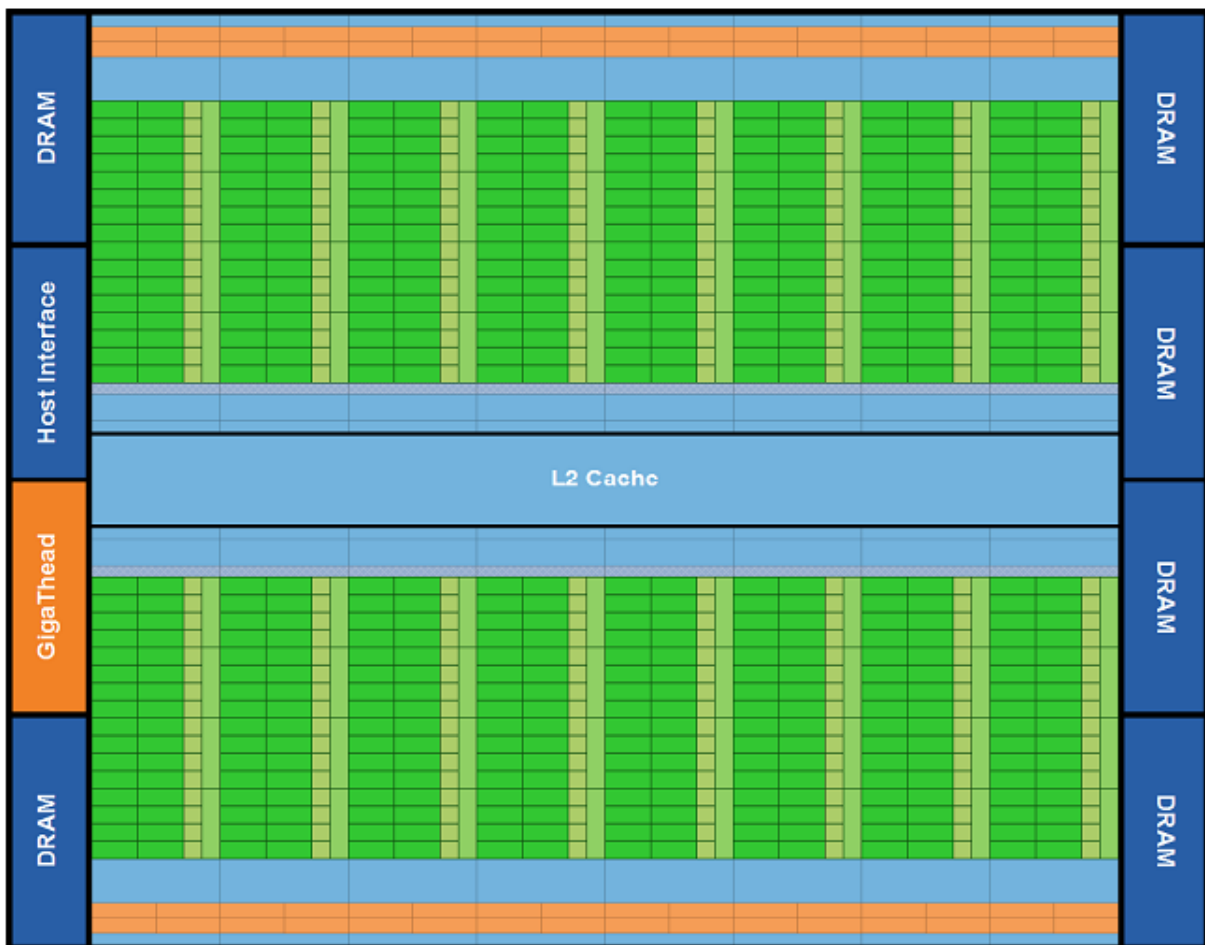 DRAM
Host Interface
GigaThead
DRAM
L2 Cache
DRAM
DRAM
DRAM
DRAM